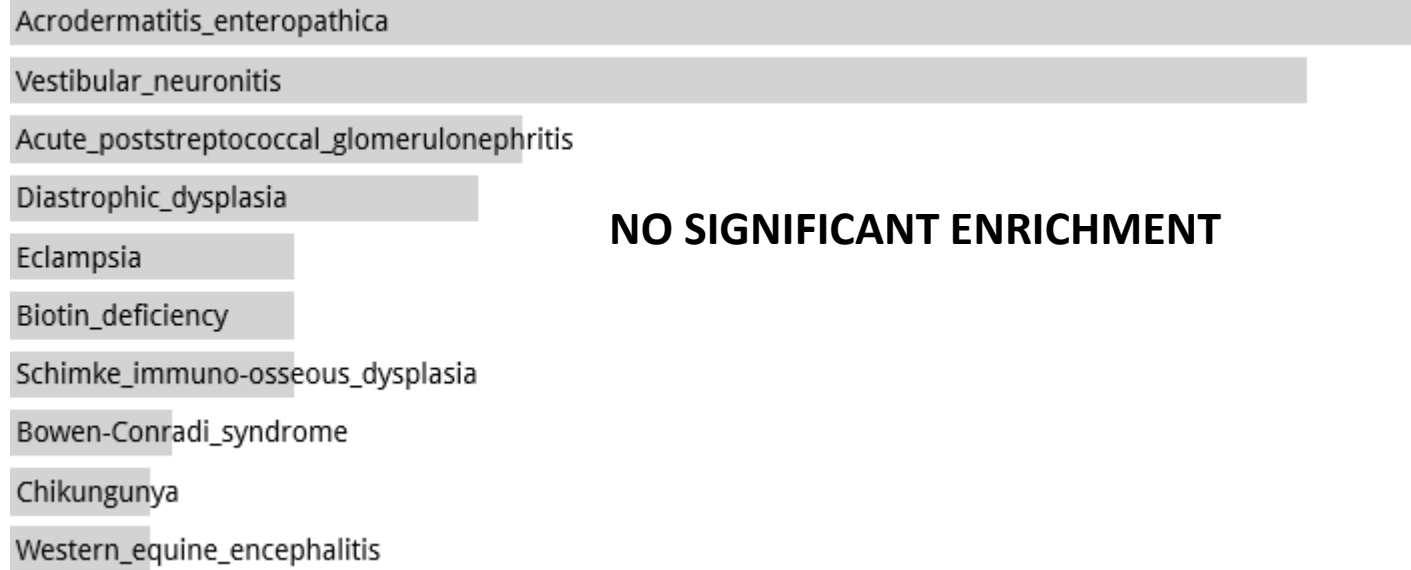 Acrodermatitis_enteropathica
Vestibular_neuronitis
Acute_poststreptococcal_glomerulonephritis
Diastrophic_dysplasia
NO SIGNIFICANT ENRICHMENT
Eclampsia
Biotin_deficiency
Schimke_immuno-osseous_dysplasia
Bowen-Conradi_syndrome
Chikungunya
Western_equine_encephalitis